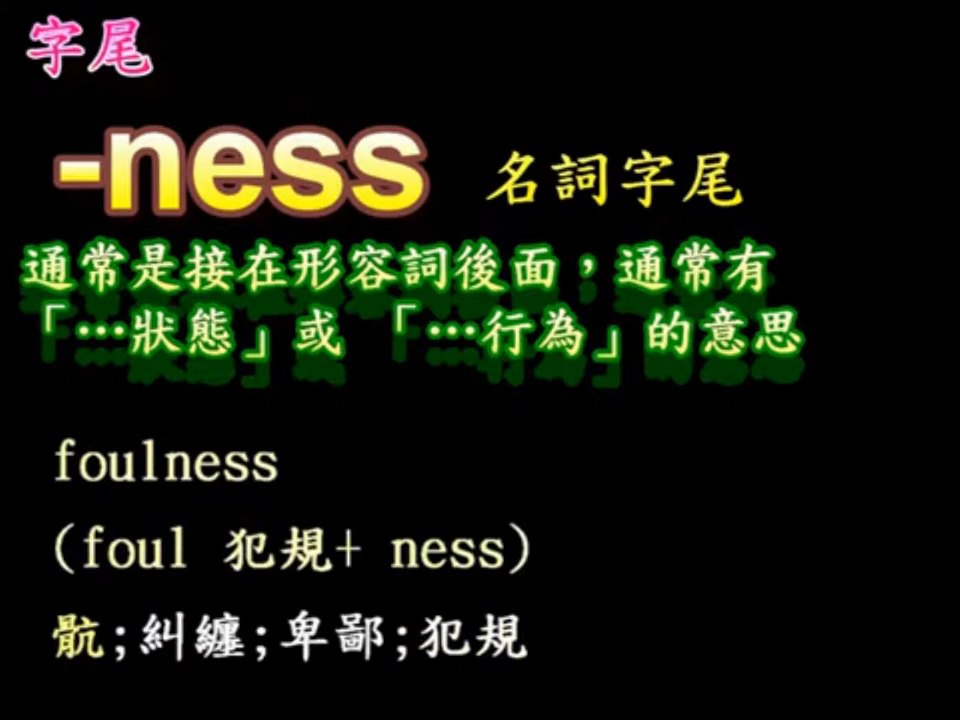 字尾
-ness 名詞字尾
通常是接在形容詞後面，通常有
「…狀態」或 「…行為」的意思
foulness
(foul 犯規+ ness)
骯;糾纏;卑鄙;犯規